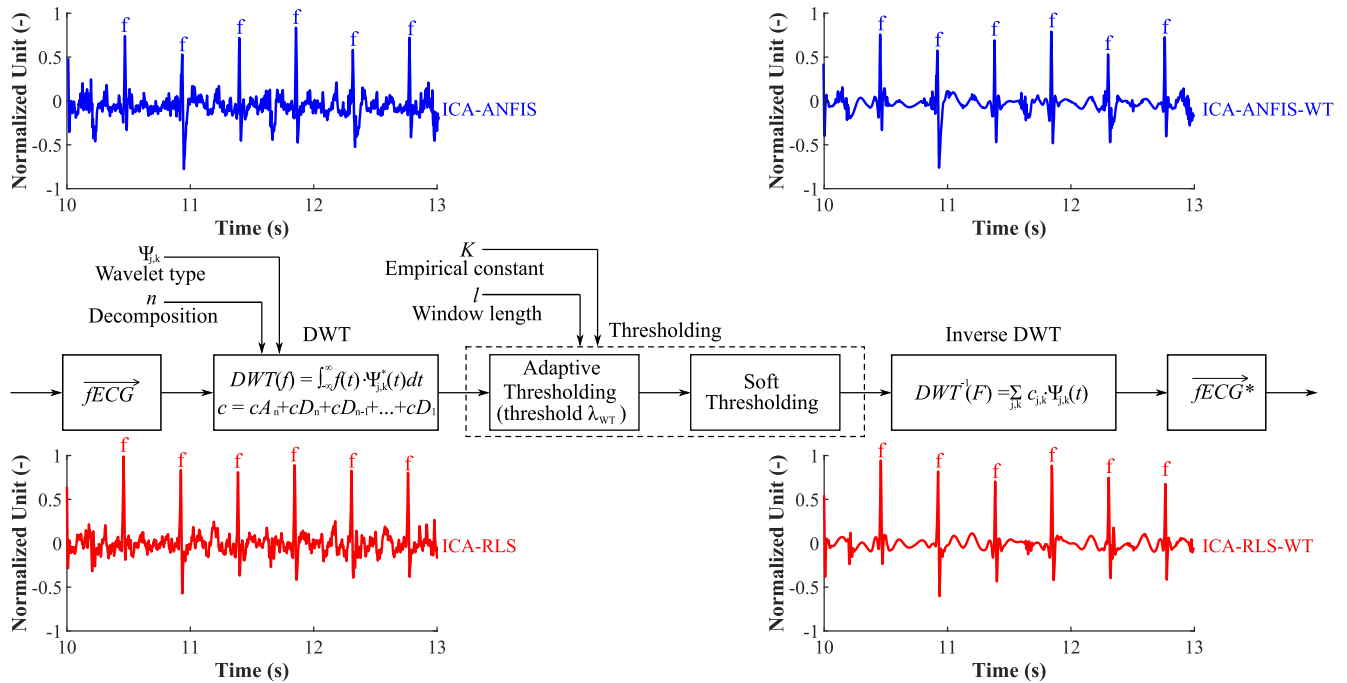 f f f f f f
1
0.5
0
-0.5
-1
10 11 12 13
Normalized Unit (-)
Time (s)
ICA-ANFIS
f f f f f f
1
0.5
0
-0.5
-1
10 11 12 13
Normalized Unit (-)
Time (s)
ICA-ANFIS-WT
Ψj,k
Wavelet type
n
Decomposition
K
Empirical constant
l
Window length
DWT
Thresholding
Inverse DWT
fECG
DWT(f) = ∫-∞^∞ f(t)·Ψ*j,k(t)dt
c = cAn+cDn+cDn-1+...+cD1
Adaptive
Thresholding
(threshold λWT)
Soft
Thresholding
DWT^-1(F) = ∑j,k cj,k·Ψj,k(t)
fECG*
f f f f f f
1
0.5
0
-0.5
-1
10 11 12 13
Normalized Unit (-)
Time (s)
ICA-RLS
f f f f f f
1
0.5
0
-0.5
-1
10 11 12 13
Normalized Unit (-)
Time (s)
ICA-RLS-WT